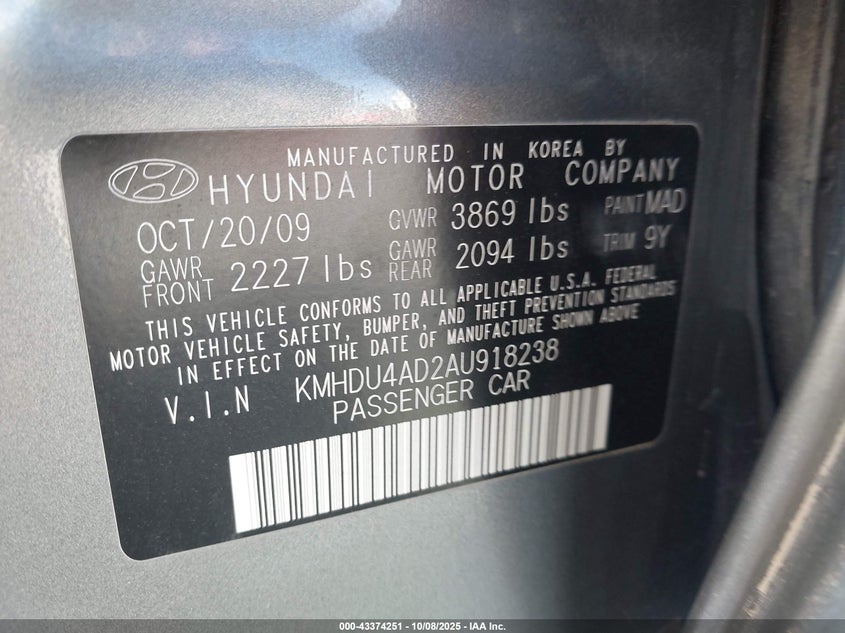 MANUFACTURED IN KOREA BY
HYUNDAI MOTOR COMPANY
OCT/20/09 GVWR 3869 lbs PAINT MAD
GAWR FRONT 2227 lbs GAWR REAR 2094 lbs TRIM 9Y
THIS VEHICLE CONFORMS TO ALL APPLICABLE U.S.A. FEDERAL
MOTOR VEHICLE SAFETY, BUMPER, AND THEFT PREVENTION STANDARDS
IN EFFECT ON THE DATE OF MANUFACTURE SHOWN ABOVE
V.I.N KMHDU4AD2AU918238
PASSENGER CAR
000-43374251 - 10/08/2025 - IAA Inc.